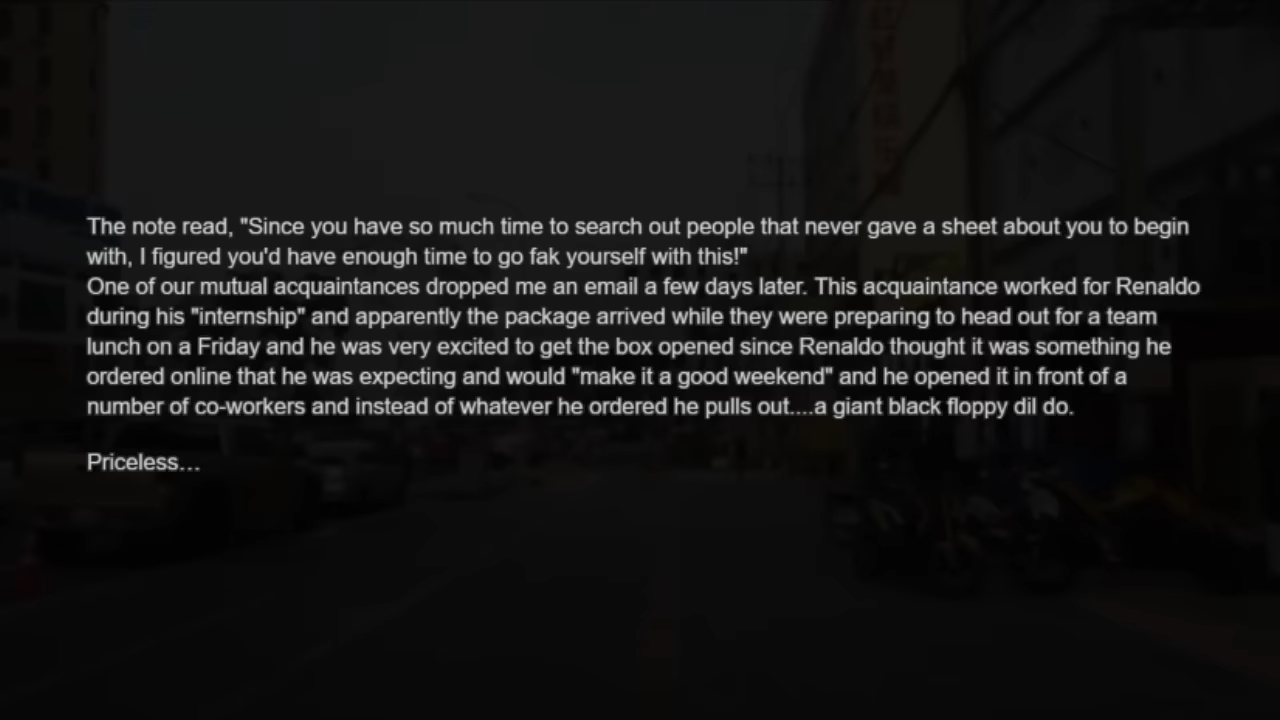 The note read, "Since you have so much time to search out people that never gave a sheet about you to begin
with, I figured you'd have enough time to go fak yourself with this!"
One of our mutual acquaintances dropped me an email a few days later. This acquaintance worked for Renaldo
during his "internship" and apparently the package arrived while they were preparing to head out for a team
lunch on a Friday and he was very excited to get the box opened since Renaldo thought it was something he
ordered online that he was expecting and would "make it a good weekend" and he opened it in front of a
number of co-workers and instead of whatever he ordered he pulls out....a giant black floppy dil do.
Priceless...